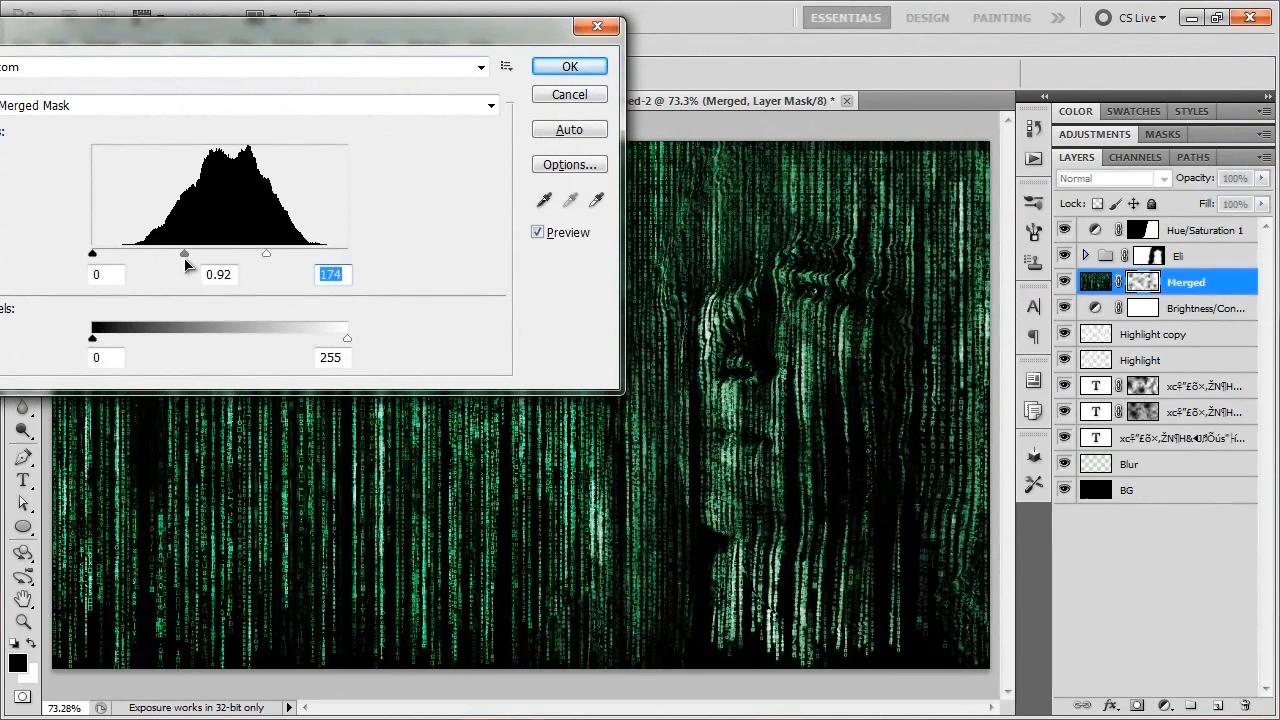 ESSENTIALS DESIGN PAINTING CS Live
om
OK
Merged Mask
Cancel
ed-2 @ 73.3% (Merged, Layer Mask/8) *
COLOR SWATCHES STYLES
s:
Auto
ADJUSTMENTS MASKS
LAYERS CHANNELS PATHS
Options...
Normal Opacity: 100%
Lock: Fill: 100%
Preview
Hue/Saturation 1
Eli
0 0.92 174
Merged
els:
Brightness/Con...
Highlight copy
0 255
Highlight
T
T
T
Blur
BG
73.28% Exposure works in 32-bit only